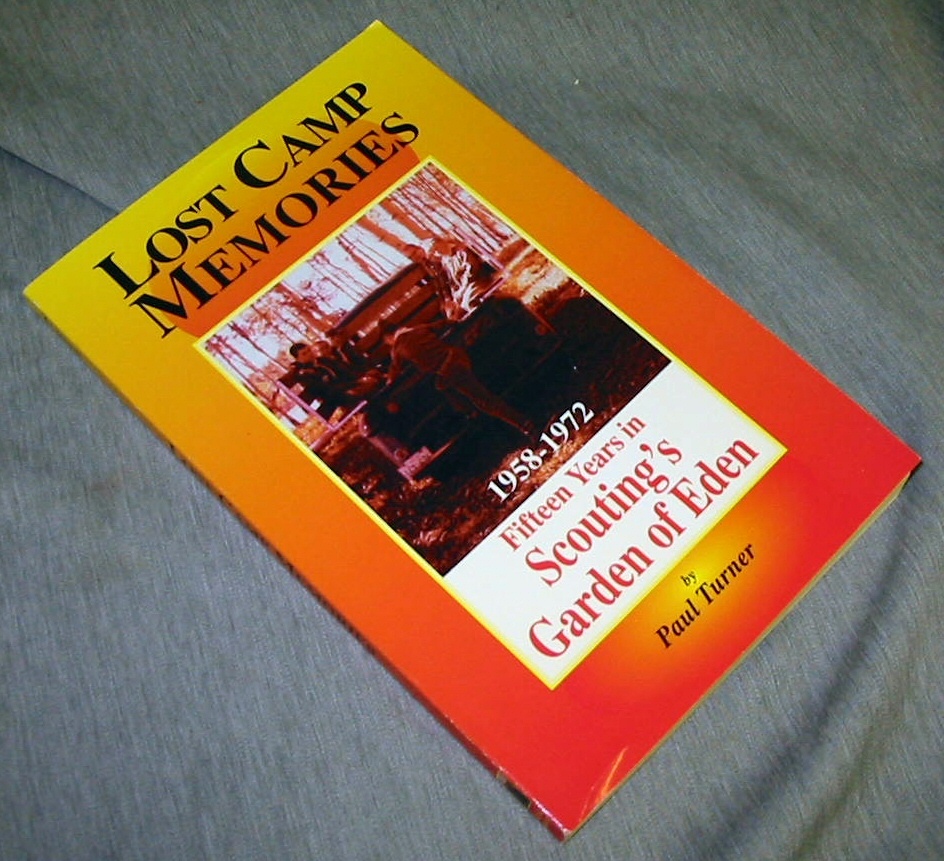 LOST CAMP
MEMORIES
1958-1972
Fifteen Years in
Scouting's
Garden of Eden
by
Paul Turner